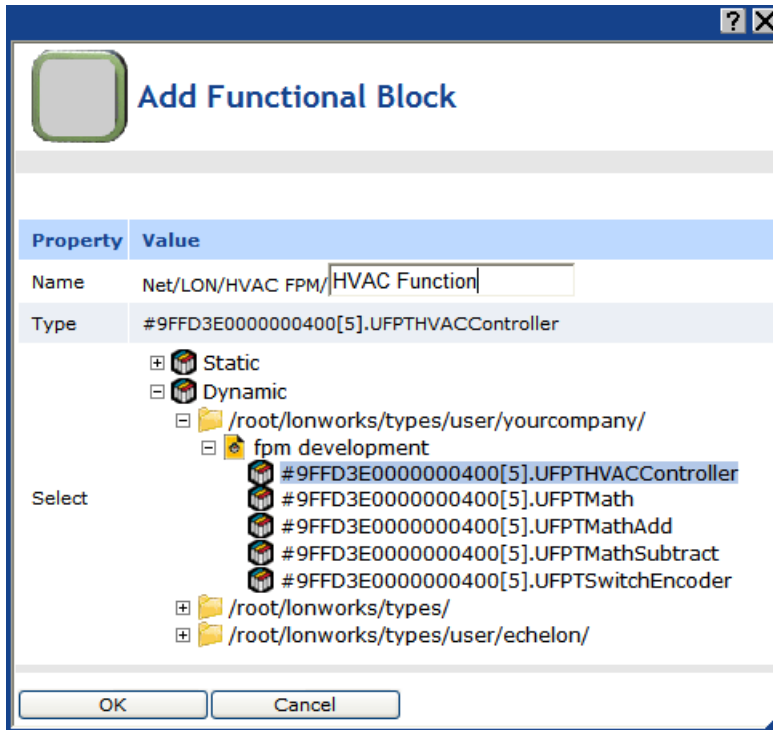 ?
Add Functional Block
Property Value
Name Net/LON/HVAC FPM/HVAC Function
Type #9FFD3E0000000400[5].UFPTHVACController
Static
Dynamic
/root/lonworks/types/user/yourcompany/
fpm development
#9FFD3E0000000400[5].UFPTHVACController
Select
#9FFD3E0000000400[5].UFPTMath
#9FFD3E0000000400[5].UFPTMathAdd
#9FFD3E0000000400[5].UFPTMathSubtract
#9FFD3E0000000400[5].UFPTSwitchEncoder
/root/lonworks/types/
/root/lonworks/types/user/echelon/
OK Cancel